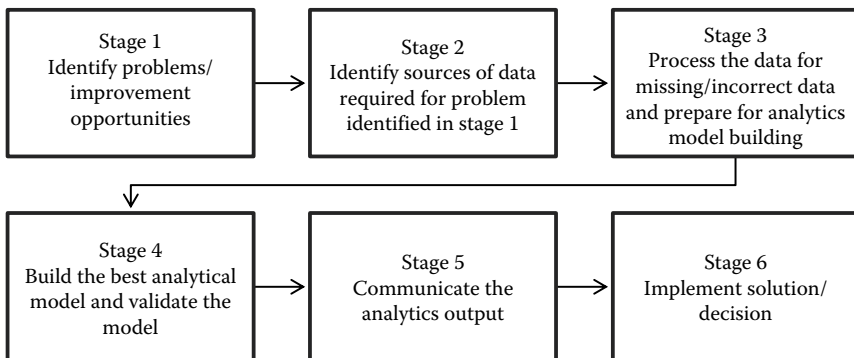 Stage 1
Identify problems/
improvement
opportunities
Stage 2
Identify sources of data
required for problem
identified in stage 1
Stage 3
Process the data for
missing/incorrect data
and prepare for analytics
model building
Stage 4
Build the best analytical
model and validate the
model
Stage 5
Communicate the
analytics output
Stage 6
Implement solution/
decision